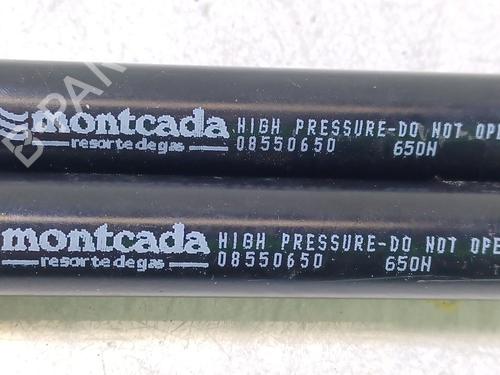 montcada HIGH PRESSURE-DO NOT OPE
resorte de gas 08550650 650H
montcada HIGH PRESSURE-DO NOT OPE
resorte de gas 08550650 650H